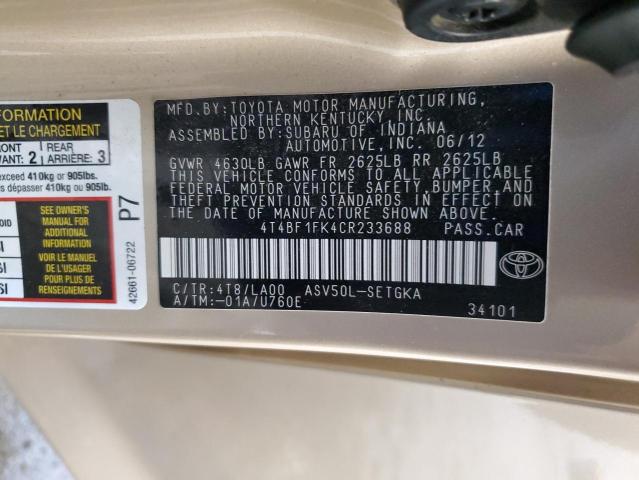 FORMATION
ET LE CHARGEMENT
1 REAR
2 ARRIÈRE: 3
exceed 410kg or 905lbs.
dépasser 410kg ou 905lb.
SEE OWNER'S
MANUAL FOR
ADDITIONAL
INFORMATION
VOIR LE MANUEL
DE
L'USAGER
POUR PLUS DE
P7
42661-06722
MFD.BY: TOYOTA MOTOR MANUFACTURING,
NORTHERN KENTUCKY, INC.
ASSEMBLED BY: SUBARU OF INDIANA
AUTOMOTIVE, INC. 06/12
GVWR 4630LB GAWR FR 2625LB RR 2625LB
THIS VEHICLE CONFORMS TO ALL APPLICABLE
FEDERAL MOTOR VEHICLE SAFETY, BUMPER, AND
THEFT PREVENTION STANDARDS IN EFFECT ON
THE DATE OF MANUFACTURE SHOWN ABOVE.
4T4BF1FK4CR233688 PASS.CAR
C/TR:4T8/LA00 ASV50L-SETGKA
A/TM:-01A/U760E
34101
TOYOTA